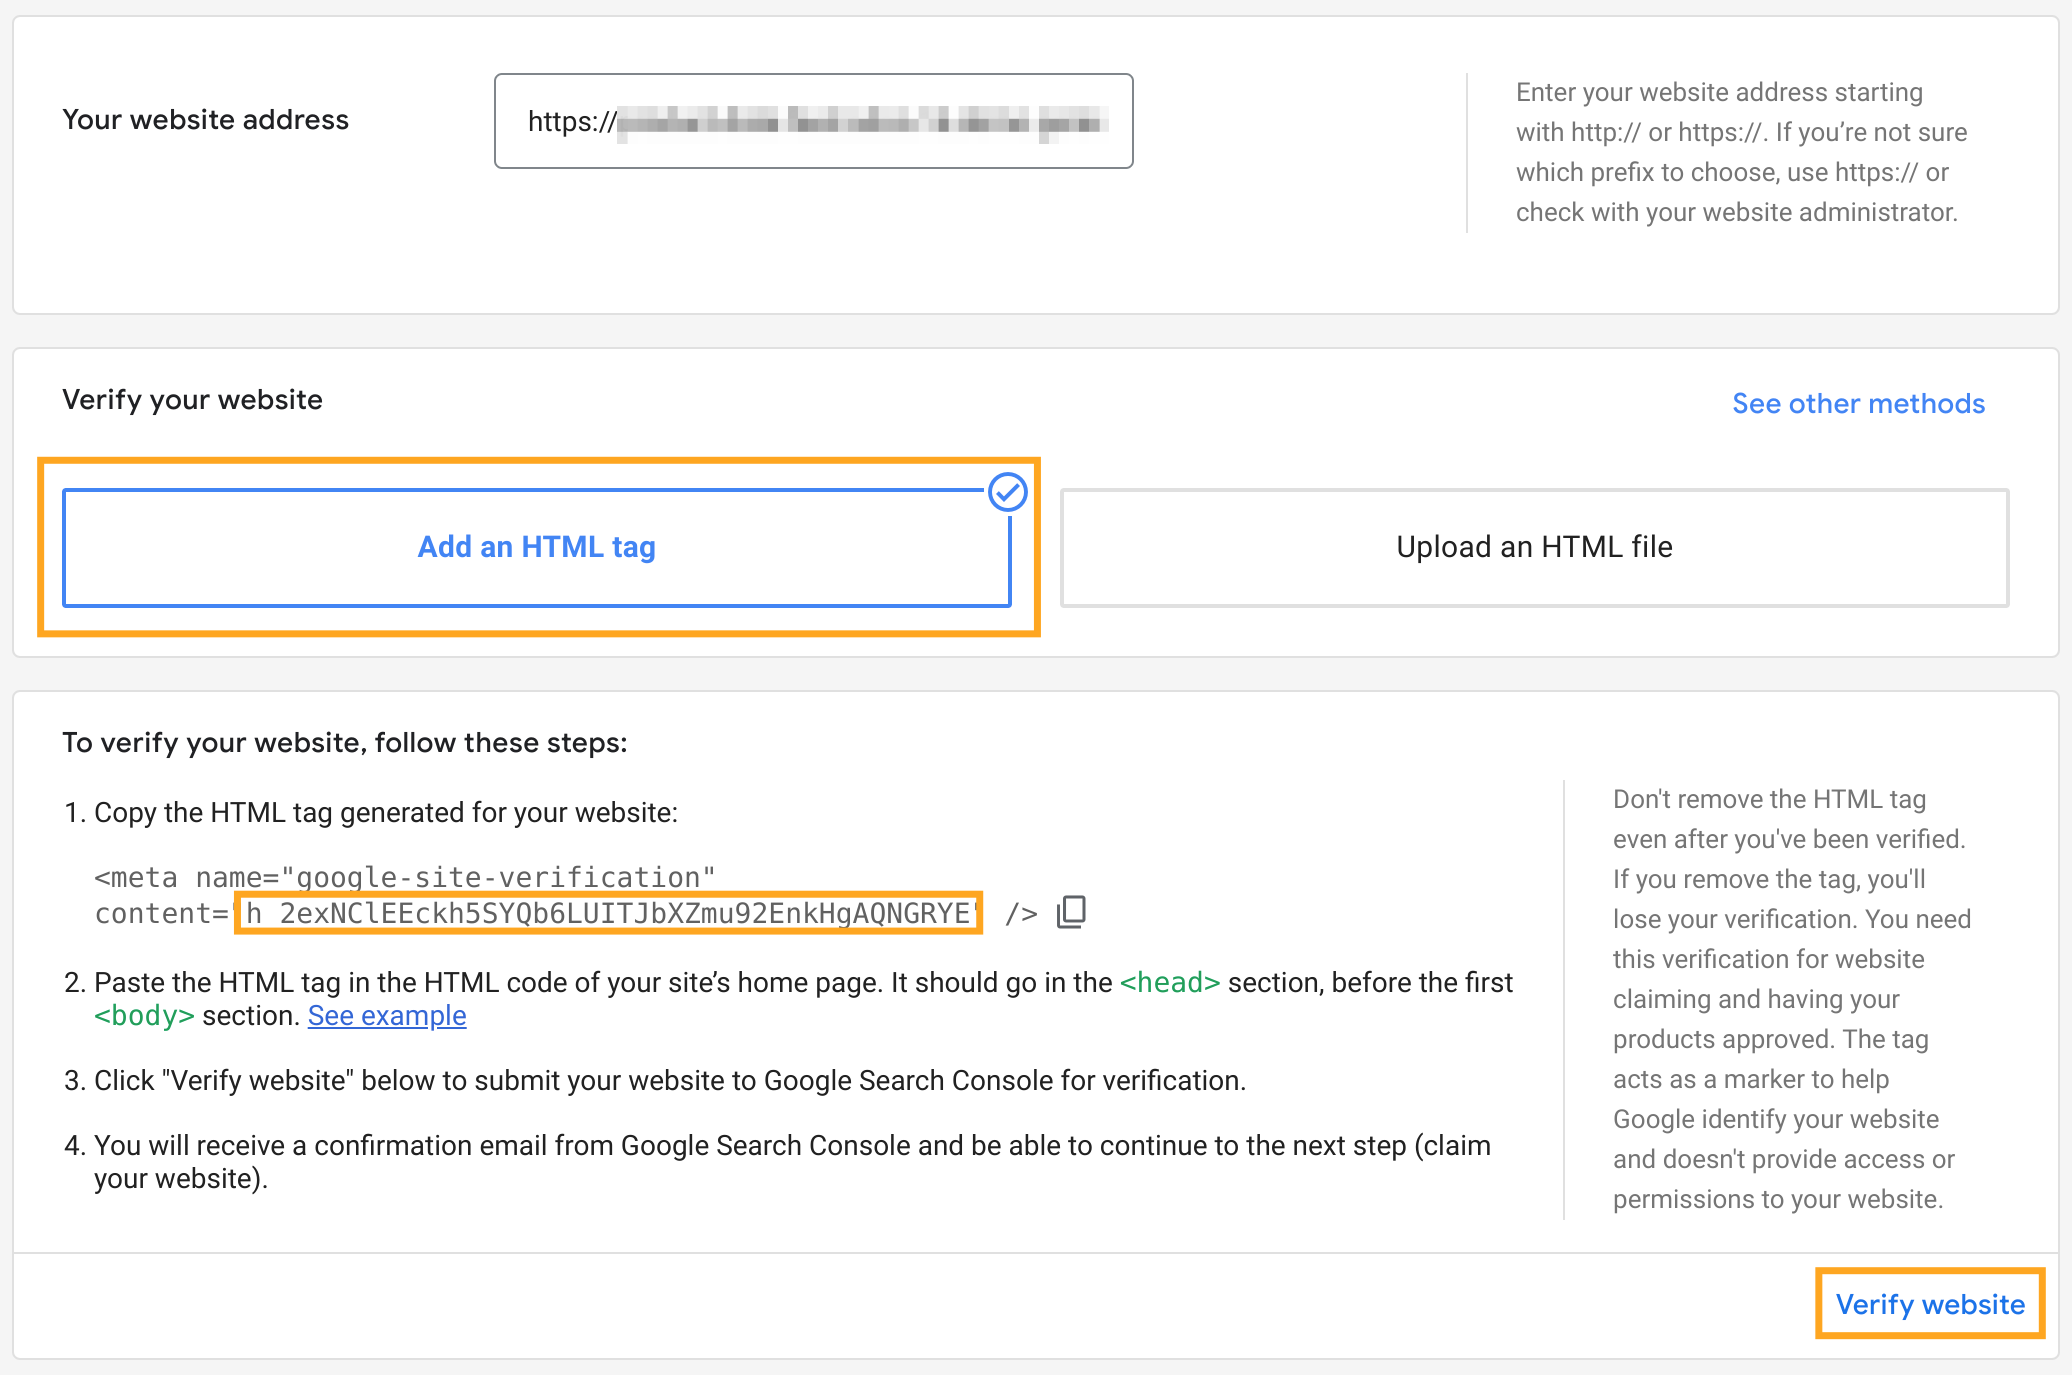 Your website address
https://
Enter your website address starting
with http:// or https://. If you’re not sure
which prefix to choose, use https:// or
check with your website administrator.
Verify your website
See other methods
Add an HTML tag
Upload an HTML file
To verify your website, follow these steps:
1. Copy the HTML tag generated for your website:
<meta name="google-site-verification"
content="h_2exNClEEckh5SYQb6LUITJbXZmu92EnkHgAQNGRYE" />
2. Paste the HTML tag in the HTML code of your site’s home page. It should go in the <head> section, before the first
<body> section. See example
3. Click "Verify website" below to submit your website to Google Search Console for verification.
4. You will receive a confirmation email from Google Search Console and be able to continue to the next step (claim
your website).
Don't remove the HTML tag
even after you've been verified.
If you remove the tag, you'll
lose your verification. You need
this verification for website
claiming and having your
products approved. The tag
acts as a marker to help
Google identify your website
and doesn't provide access or
permissions to your website.
Verify website